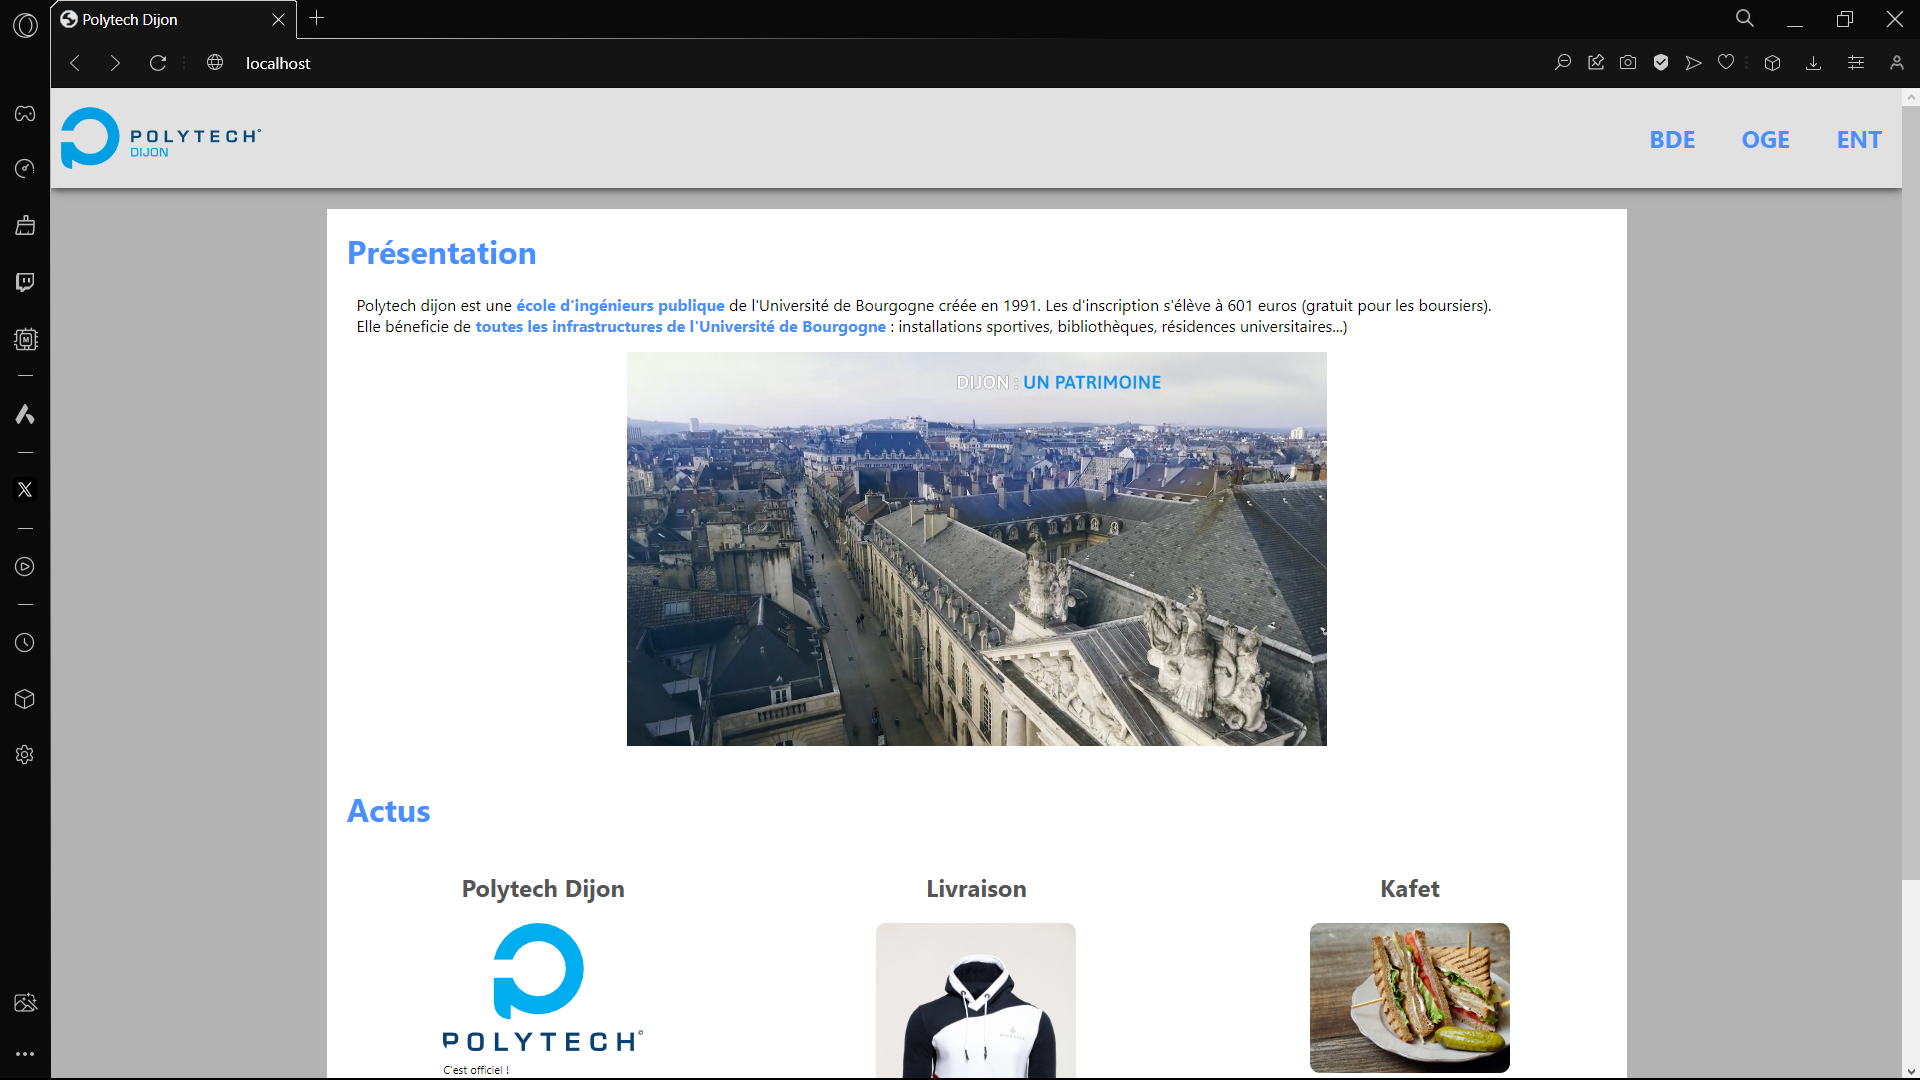 Polytech Dijon
localhost
POLYTECH
DIJON
BDE OGE ENT
Présentation
Polytech dijon est une école d'ingénieurs publique de l'Université de Bourgogne créée en 1991. Les d'inscription s'élève à 601 euros (gratuit pour les boursiers).
Elle béneficie de toutes les infrastructures de l'Université de Bourgogne : installations sportives, bibliothèques, résidences universitaires...)
DIJON : UN PATRIMOINE
Actus
Polytech Dijon
Livraison
Kafet
POLYTECH
C'est officiel !